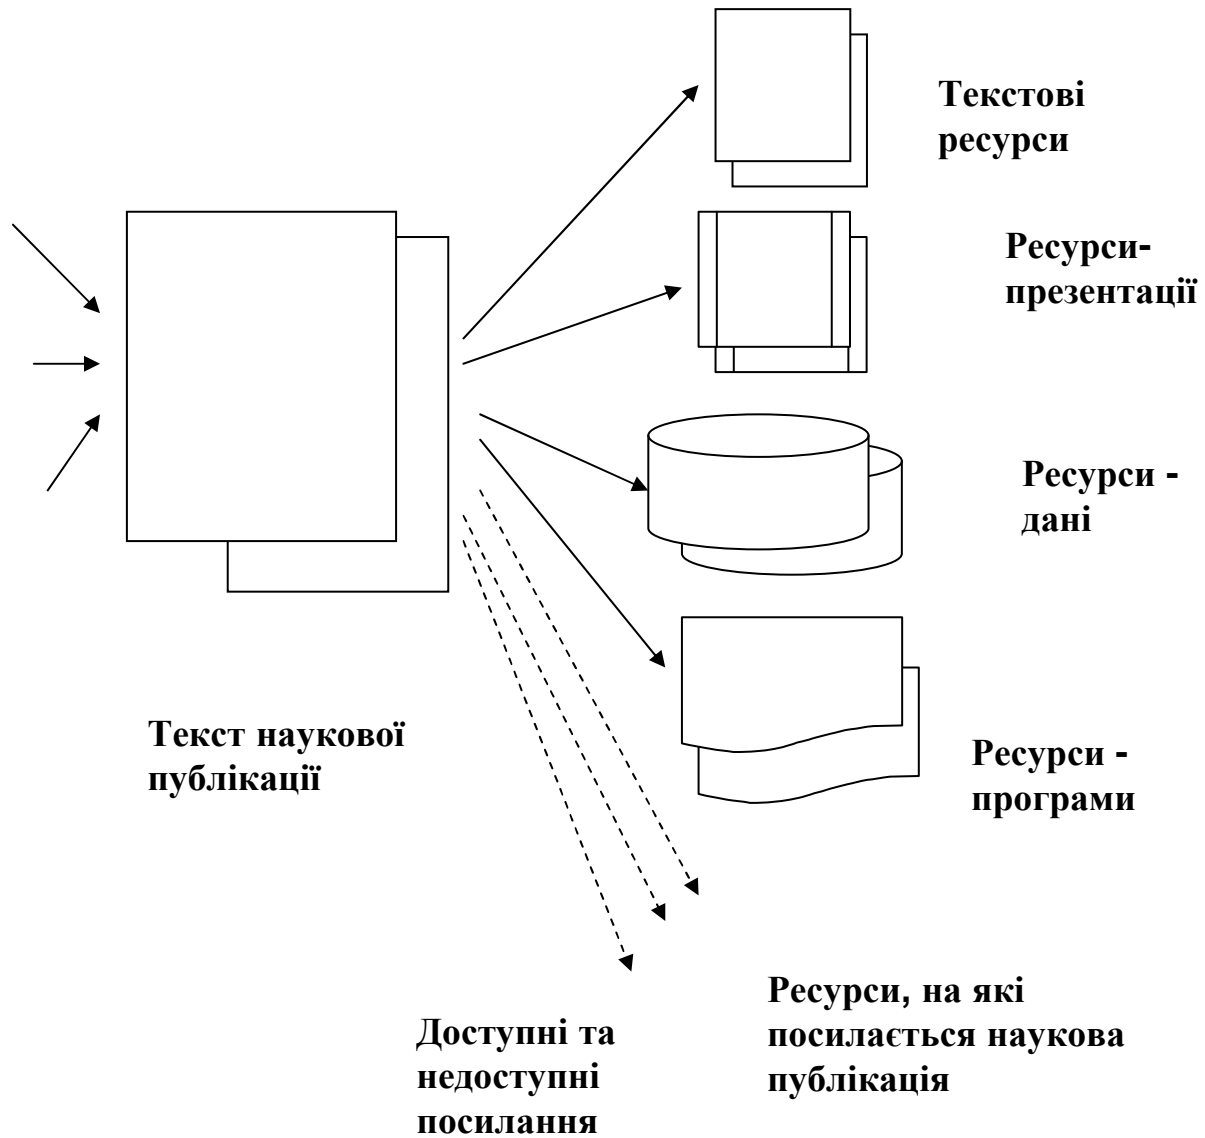 Текстові
ресурси
Ресурси-
презентації
Ресурси -
дані
Текст наукової
публікації
Ресурси -
програми
Ресурси, на які
посилається наукова
публікація
Доступні та
недоступні
посилання